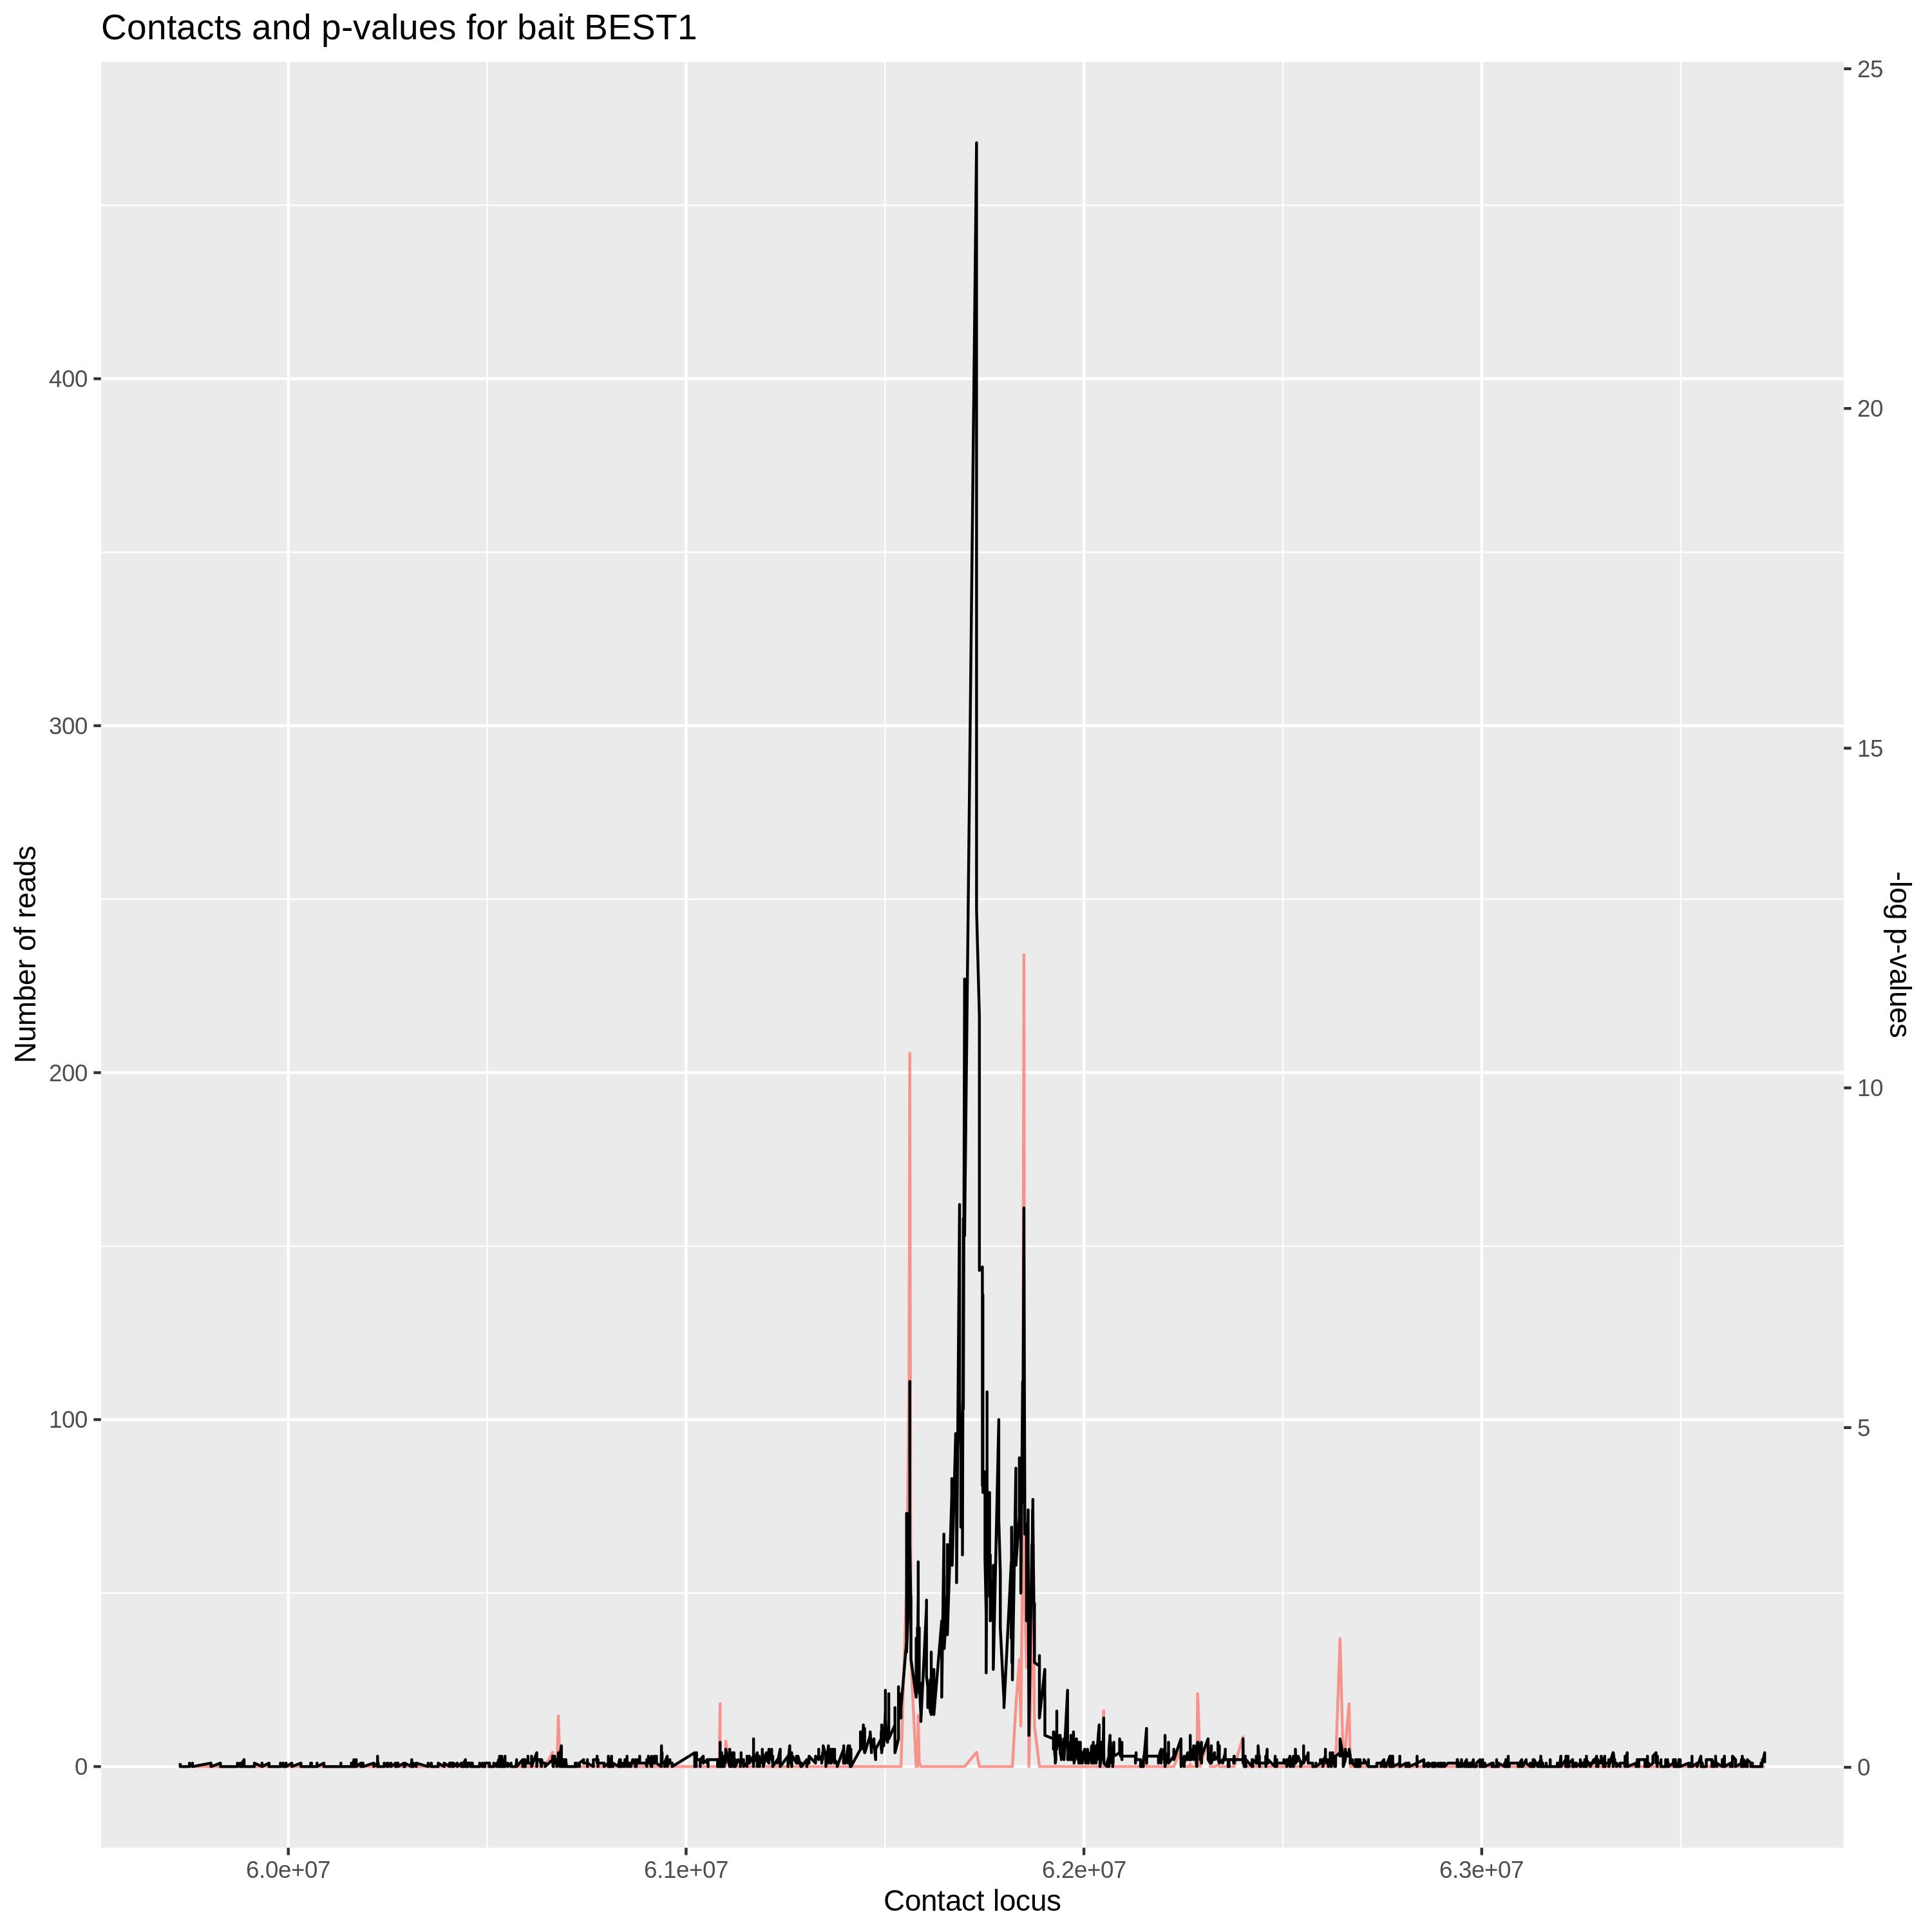 Contacts and p-values for bait BEST1
25
400
20
300
15
Number of reads
-log p-values
200
10
100
5
0
0
6.0e+07
6.1e+07
6.2e+07
6.3e+07
Contact locus